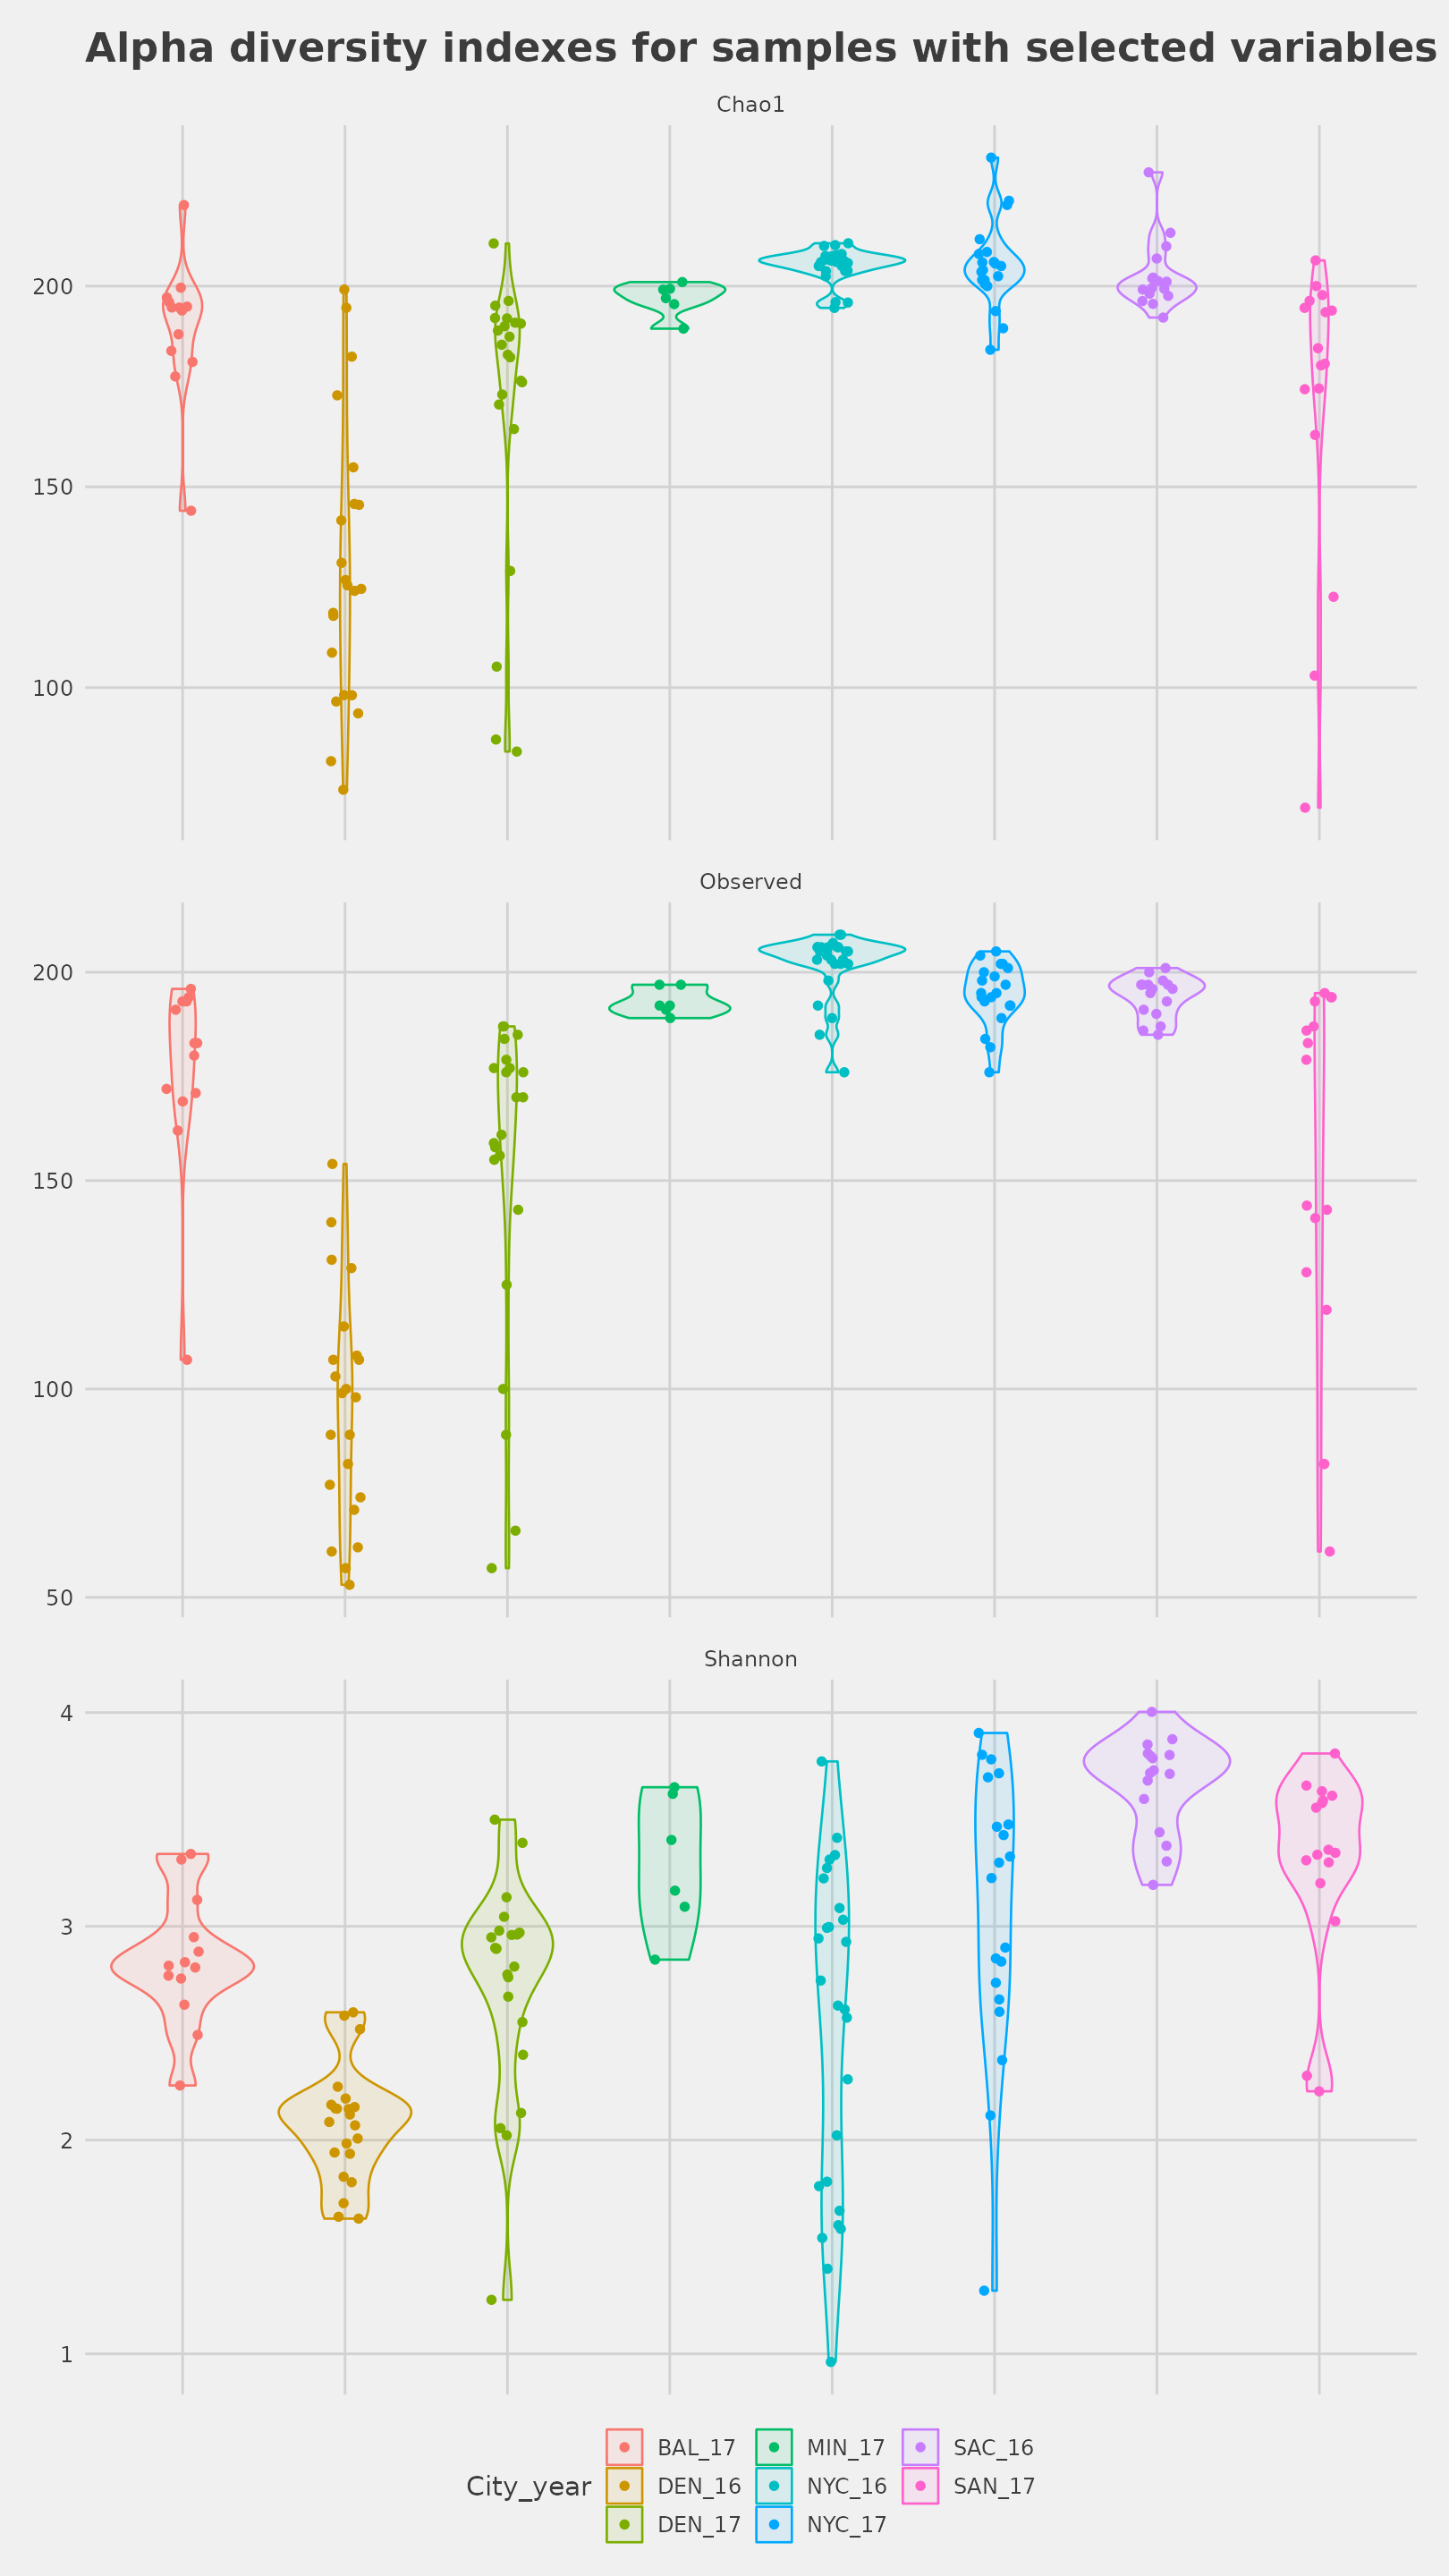 Alpha diversity indexes for samples with selected variables
Chao1
200
150
100
Observed
200
150
100
50
Shannon
4
3
2
1
City_year
BAL_17 MIN_17 SAC_16
DEN_16 NYC_16 SAN_17
DEN_17 NYC_17